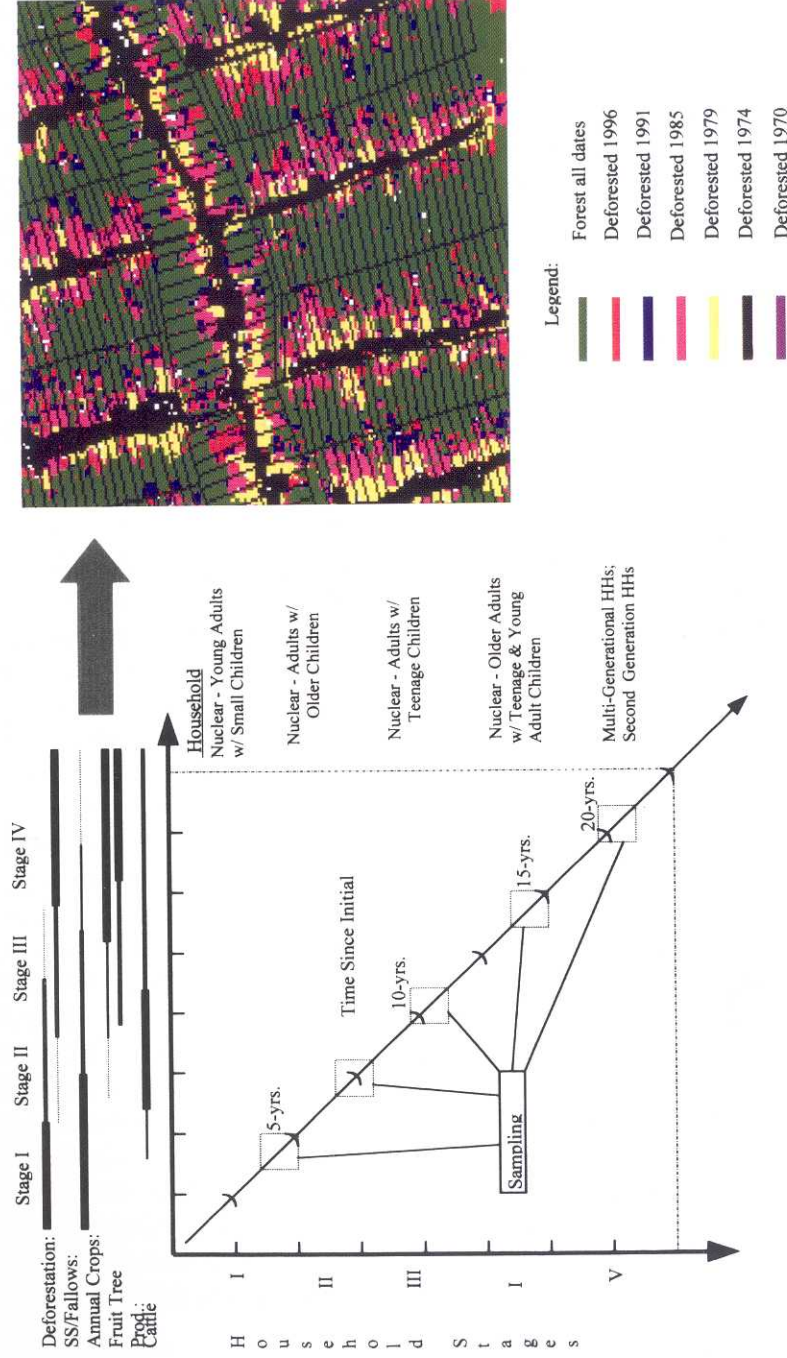 Stage I
Stage II
Stage III
Stage IV
Deforestation:
SS/Fallows:
Annual Crops:
Fruit Tree
Prod.:
Cattle
Household
Nuclear - Young Adults
w/ Small Children
Nuclear - Adults w/
Older Children
Nuclear - Adults w/
Teenage Children
Nuclear - Older Adults
w/ Teenage & Young
Adult Children
Multi-Generational HHs;
Second Generation HHs
Household Stages
I
II
III
I
V
5-yrs.
10-yrs.
15-yrs.
20-yrs.
Time Since Initial
Sampling
Legend:
Forest all dates
Deforested 1996
Deforested 1991
Deforested 1985
Deforested 1979
Deforested 1974
Deforested 1970